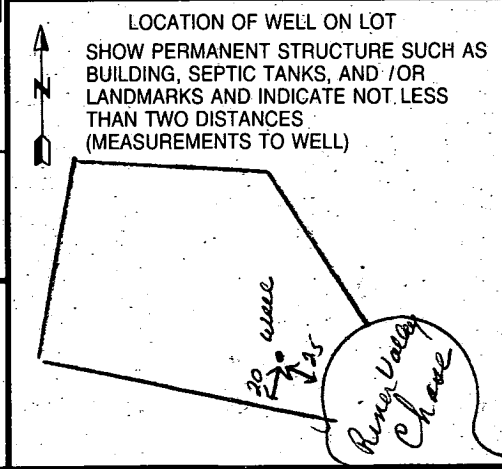 LOCATION OF WELL ON LOT
SHOW PERMANENT STRUCTURE SUCH AS
BUILDING, SEPTIC TANKS, AND / OR
LANDMARKS AND INDICATE NOT LESS
THAN TWO DISTANCES
(MEASUREMENTS TO WELL)
N
well
20
25
River Valley
Chase